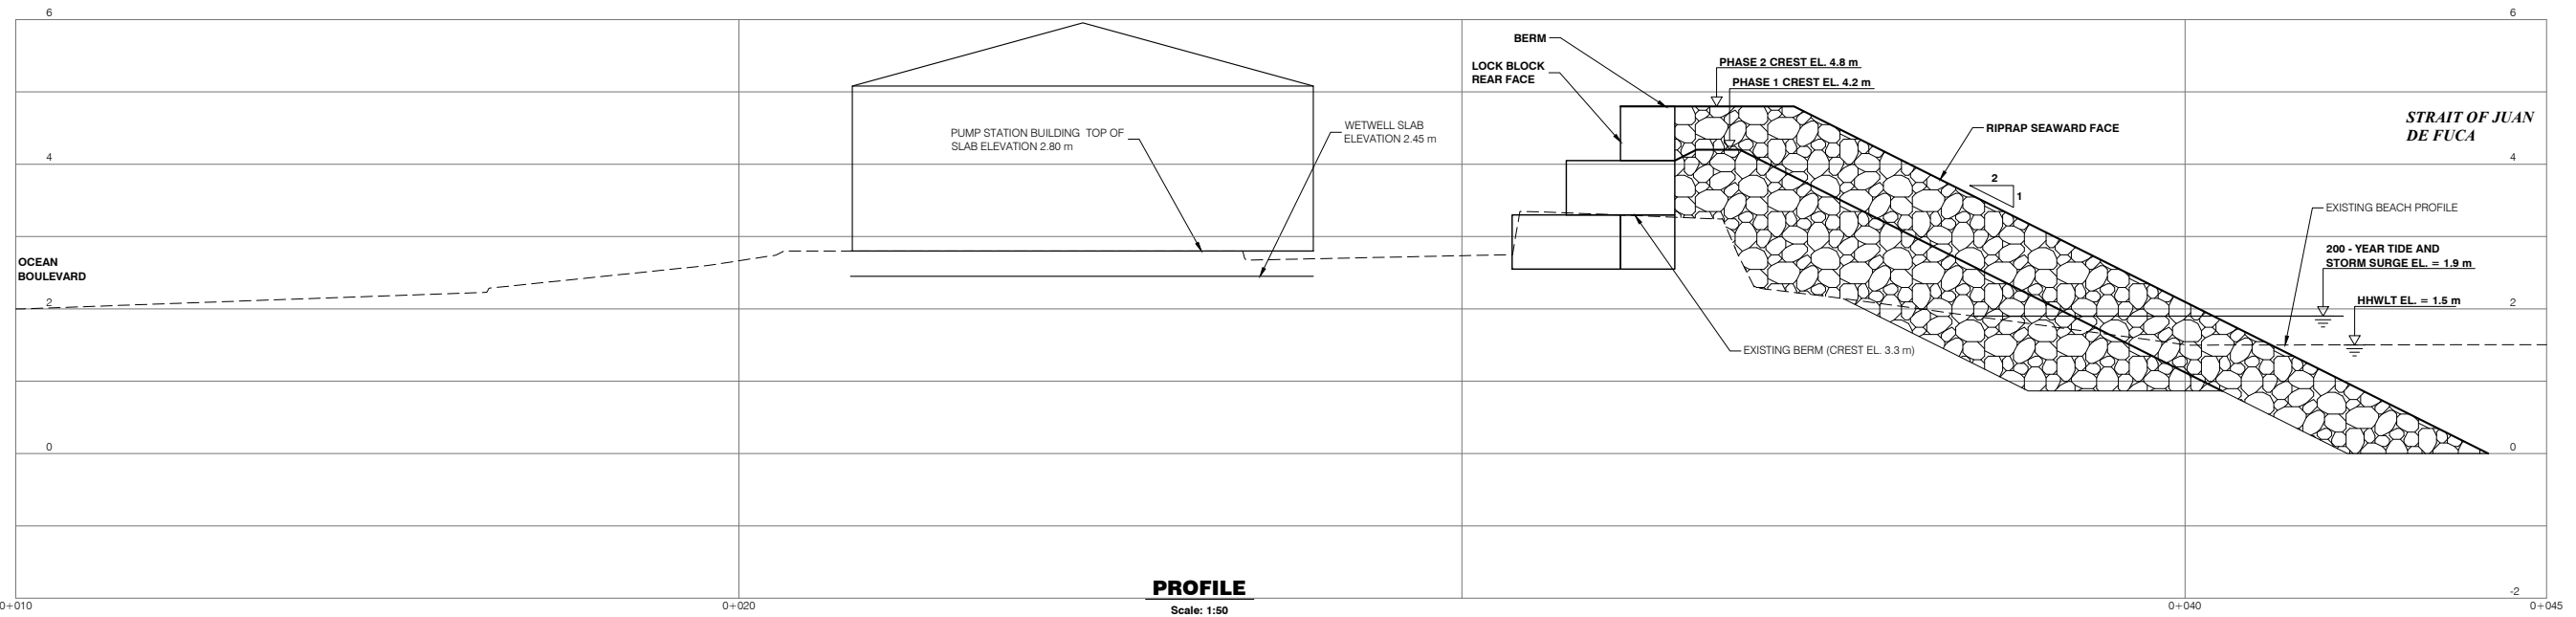 6
6
BERM
LOCK BLOCK
REAR FACE
PHASE 2 CREST EL. 4.8 m
PHASE 1 CREST EL. 4.2 m
STRAIT OF JUAN
DE FUCA
WETWELL SLAB
ELEVATION 2.45 m
PUMP STATION BUILDING TOP OF
SLAB ELEVATION 2.80 m
RIPRAP SEAWARD FACE
4
4
2
1
EXISTING BEACH PROFILE
200 - YEAR TIDE AND
STORM SURGE EL. = 1.9 m
OCEAN
BOULEVARD
2
2
HHWLT EL. = 1.5 m
EXISTING BERM (CREST EL. 3.3 m)
0
0
PROFILE
Scale: 1:50
-2
0+010
0+020
0+040
0+045